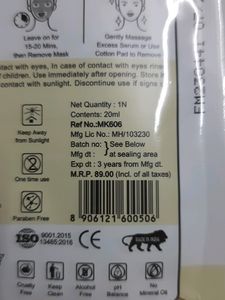 Leave on for
15-20 Mins,
then Remove Mask
Gently Massage
Excess Serum or Use
Cotton Pad to Remove
ntact with eyes, In case of contact with eyes rinse
of children. Use immediately after opening. Store at
tact with sunlight. Discontinue use if signs
Net Quantity : 1N
Contents: 20ml
Ref No.: MK606
Mfg Lic No.: MH/103230
Batch no= } See Below
Mfg dt : } at sealing area
Exp dt : 3 years from Mfg dt.
M.R.P. 89.00 (Incl. of all taxes)
Keep Away
from Sunlight
One time use
Paraben Free
8 906121 600506
ISO 9001:2015
13485:2016
MAKE IN INDIA
Cruelty
Free
Keep
Clean
Alcohol
Free
pH
Balance
No
Mineral Oil